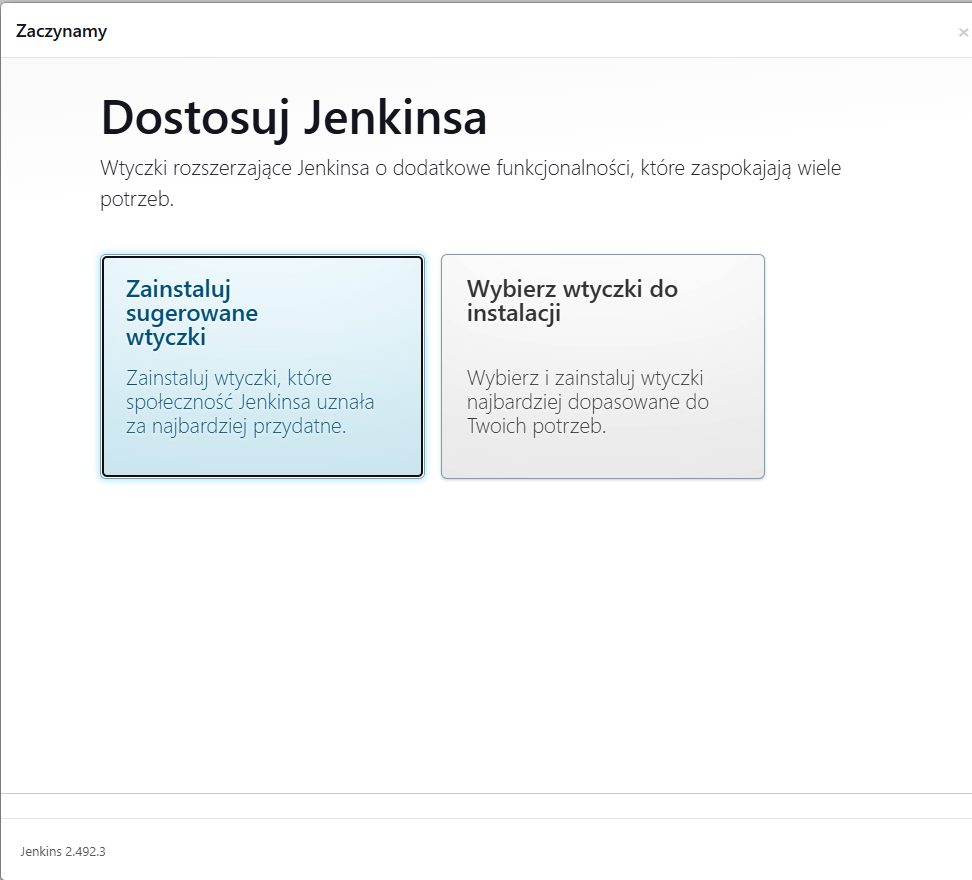 Zaczynamy
×
Dostosuj Jenkinsa
Wtyczki rozszerzające Jenkinsa o dodatkowe funkcjonalności, które zaspokajają wiele
potrzeb.
Zainstaluj
sugerowane
wtyczki
Zainstaluj wtyczki, które
społeczność Jenkinsa uznała
za najbardziej przydatne.
Wybierz wtyczki do
instalacji
Wybierz i zainstaluj wtyczki
najbardziej dopasowane do
Twoich potrzeb.
Jenkins 2.492.3